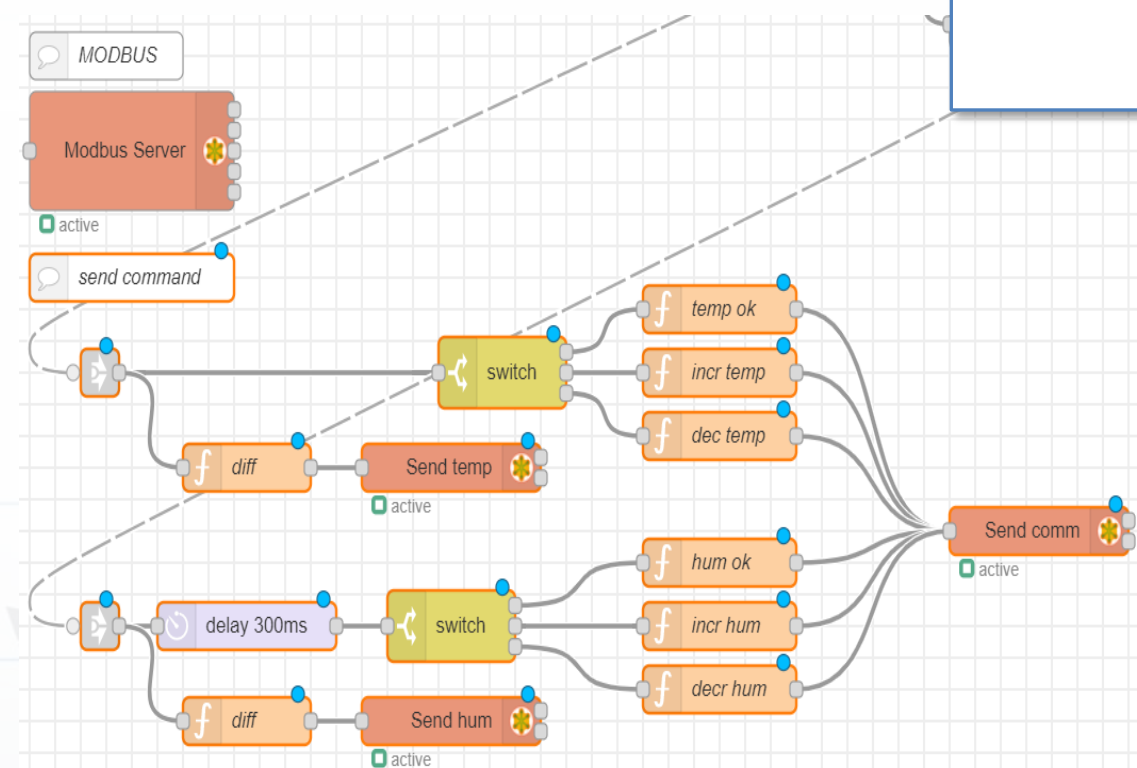 MODBUS
Modbus Server
active
send command
temp ok
switch
incr temp
dec temp
diff
Send temp
active
Send comm
active
hum ok
delay 300ms
switch
incr hum
decr hum
diff
Send hum
active